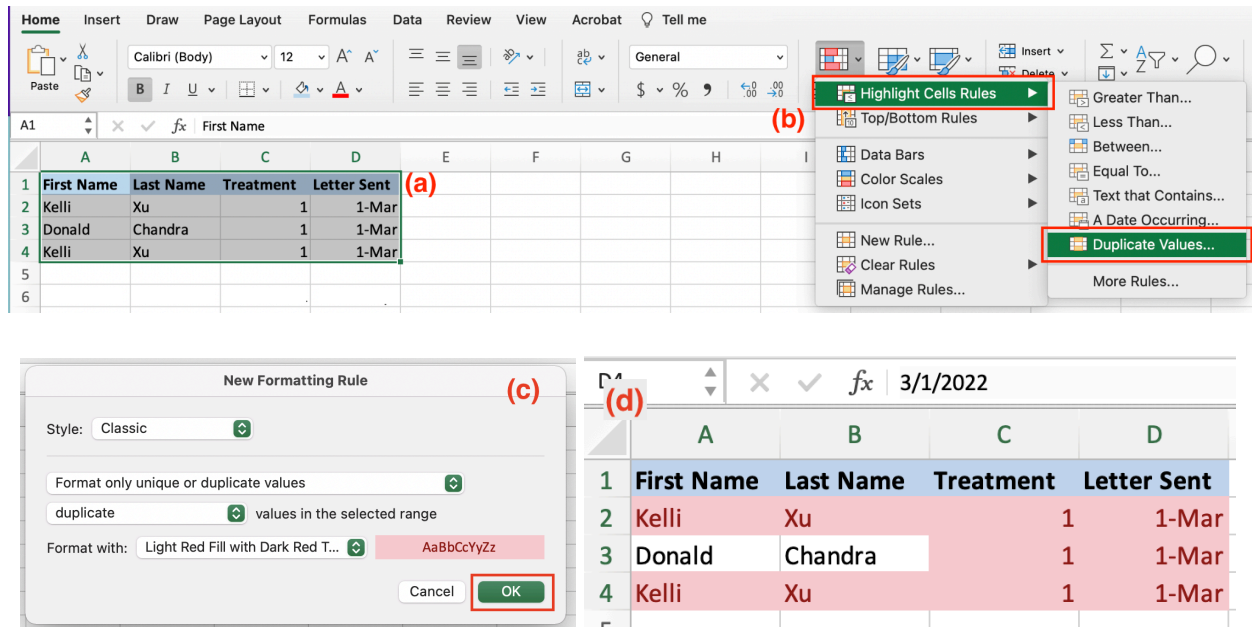 Home Insert Draw Page Layout Formulas Data Review View Acrobat Tell me
Calibri (Body) 12 A^ A˅ ab General Insert
Paste B I U A $ % 9 .00 .00 Delete
Highlight Cells Rules
(b)
Greater Than...
A1 fx First Name
Top/Bottom Rules
Less Than...
Between...
A B C D E F G H I
Data Bars
Equal To...
1 First Name Last Name Treatment Letter Sent (a)
Color Scales
Text that Contains...
2 Kelli Xu 1 1-Mar
Icon Sets
A Date Occurring...
3 Donald Chandra 1 1-Mar
New Rule...
Duplicate Values...
4 Kelli Xu 1 1-Mar
Clear Rules
More Rules...
5
Manage Rules...
6
New Formatting Rule
(c)
Style: Classic
Format only unique or duplicate values
duplicate values in the selected range
Format with: Light Red Fill with Dark Red T... AaBbCcYyZz
Cancel OK
(d)
fx 3/1/2022
A B C D
1 First Name Last Name Treatment Letter Sent
2 Kelli Xu 1 1-Mar
3 Donald Chandra 1 1-Mar
4 Kelli Xu 1 1-Mar